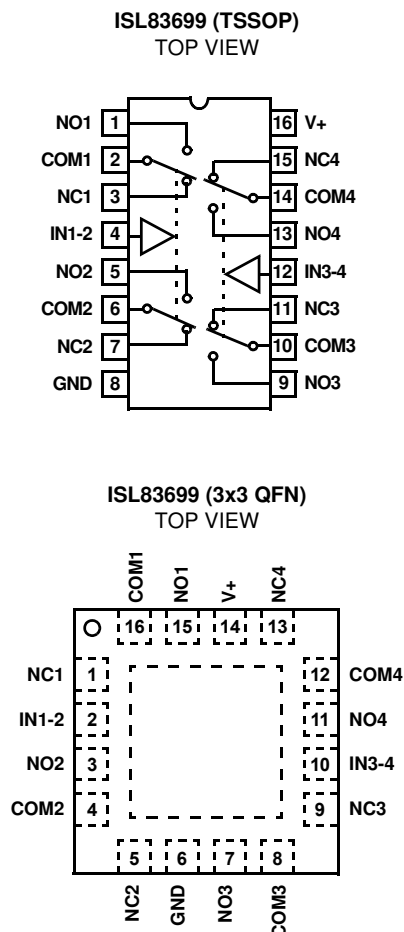 ISL83699 (TSSOP)
TOP VIEW
NO1 1 16 V+
COM1 2 15 NC4
NC1 3 14 COM4
IN1-2 4 13 NO4
NO2 5 12 IN3-4
COM2 6 11 NC3
NC2 7 10 COM3
GND 8 9 NO3
ISL83699 (3x3 QFN)
TOP VIEW
COM1 NO1 V+ NC4
16 15 14 13
NC1 1 12 COM4
IN1-2 2 11 NO4
NO2 3 10 IN3-4
COM2 4 9 NC3
5 6 7 8
NC2 GND NO3 COM3